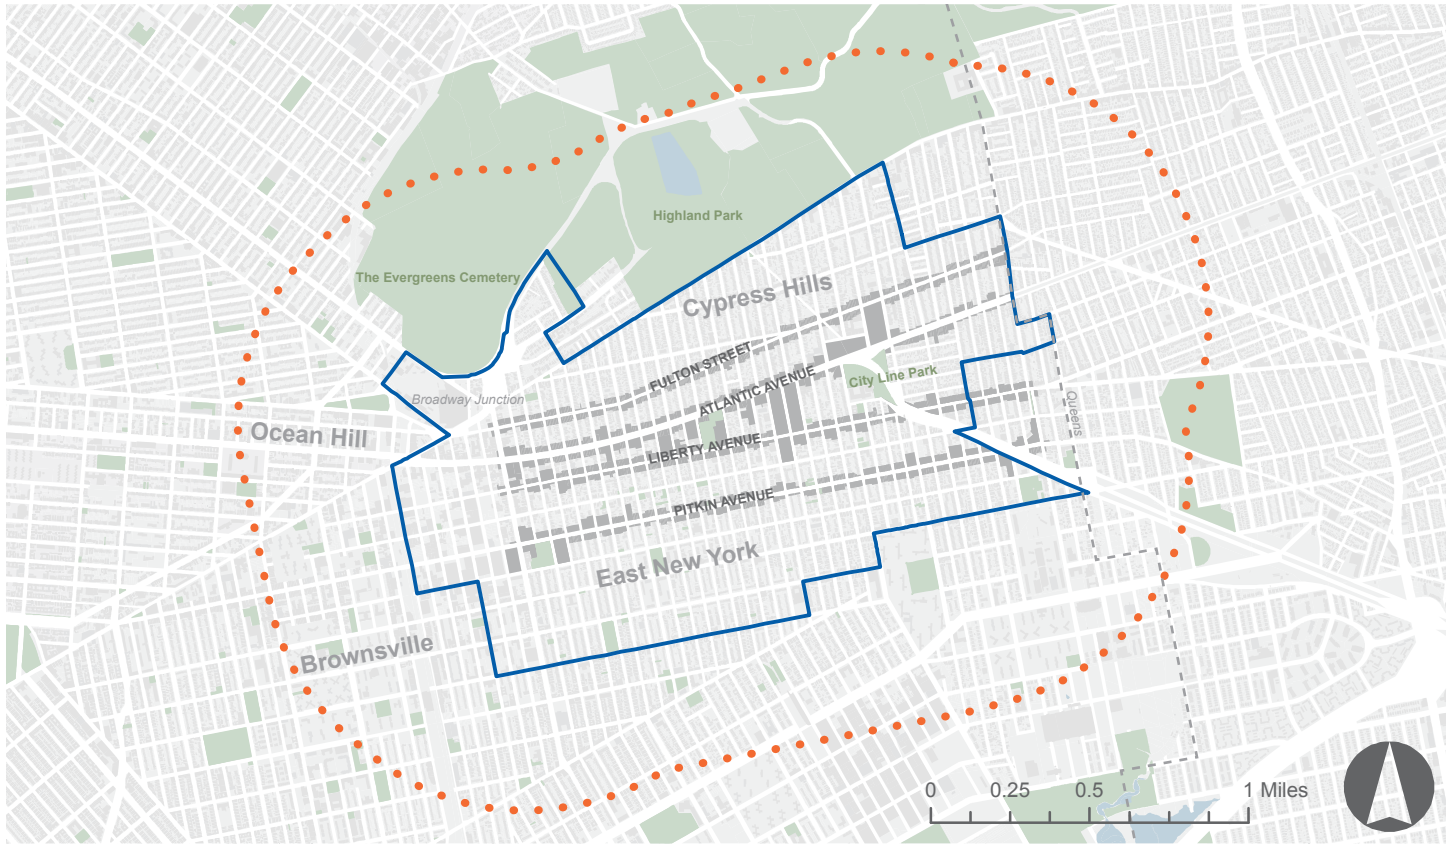 Highland Park
The Evergreens Cemetery
Cypress Hills
FULTON STREET
ATLANTIC AVENUE
City Line Park
Broadway Junction
Queens
Ocean Hill
LIBERTY AVENUE
PITKIN AVENUE
East New York
Brownsville
0 0.25 0.5 1 Miles